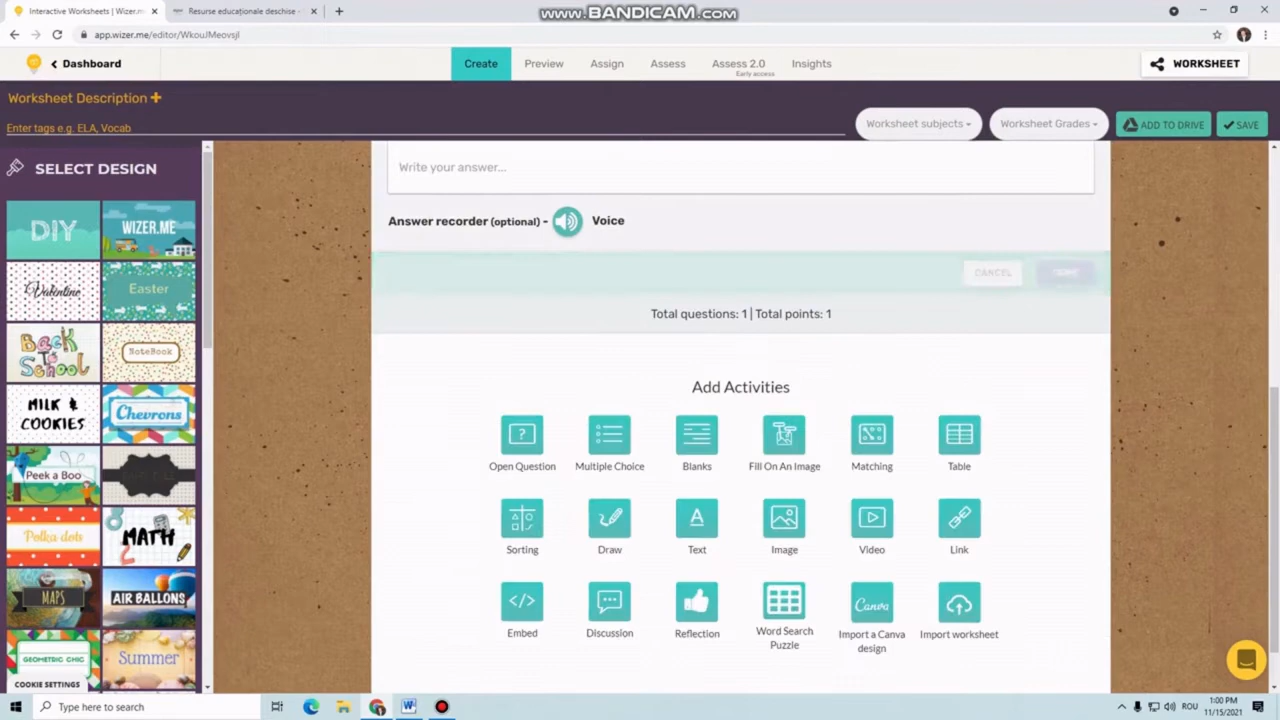 Interactive Worksheets | Wizer.m
Resurse educaționale deschise -
www.BANDICAM.com
app.wizer.me/editor/WkouJMeovsjl
Dashboard
Create
Preview
Assign
Assess
Assess 2.0
Early access
Insights
WORKSHEET
Worksheet Description +
Enter tags e.g. ELA, Vocab
Worksheet subjects
Worksheet Grades
ADD TO DRIVE
SAVE
SELECT DESIGN
DIY
WIZER.ME
Valentine
Easter
Back To School
NoteBook
MILK & COOKIES
Chevrons
Peek a Boo
Polka dots
MATH
MAPS
AIR BALLONS
GEOMETRIC CHIC
Summer
COOKIE SETTINGS
Write your answer...
Answer recorder (optional) -
Voice
CANCEL
Total questions: 1 | Total points: 1
Add Activities
Open Question
Multiple Choice
Blanks
Fill On An Image
Matching
Table
Sorting
Draw
Text
Image
Video
Link
Embed
Discussion
Reflection
Word Search
Puzzle
Canva
Import a Canva
design
Import worksheet
Type here to search
ROU
1:00 PM
11/15/2021